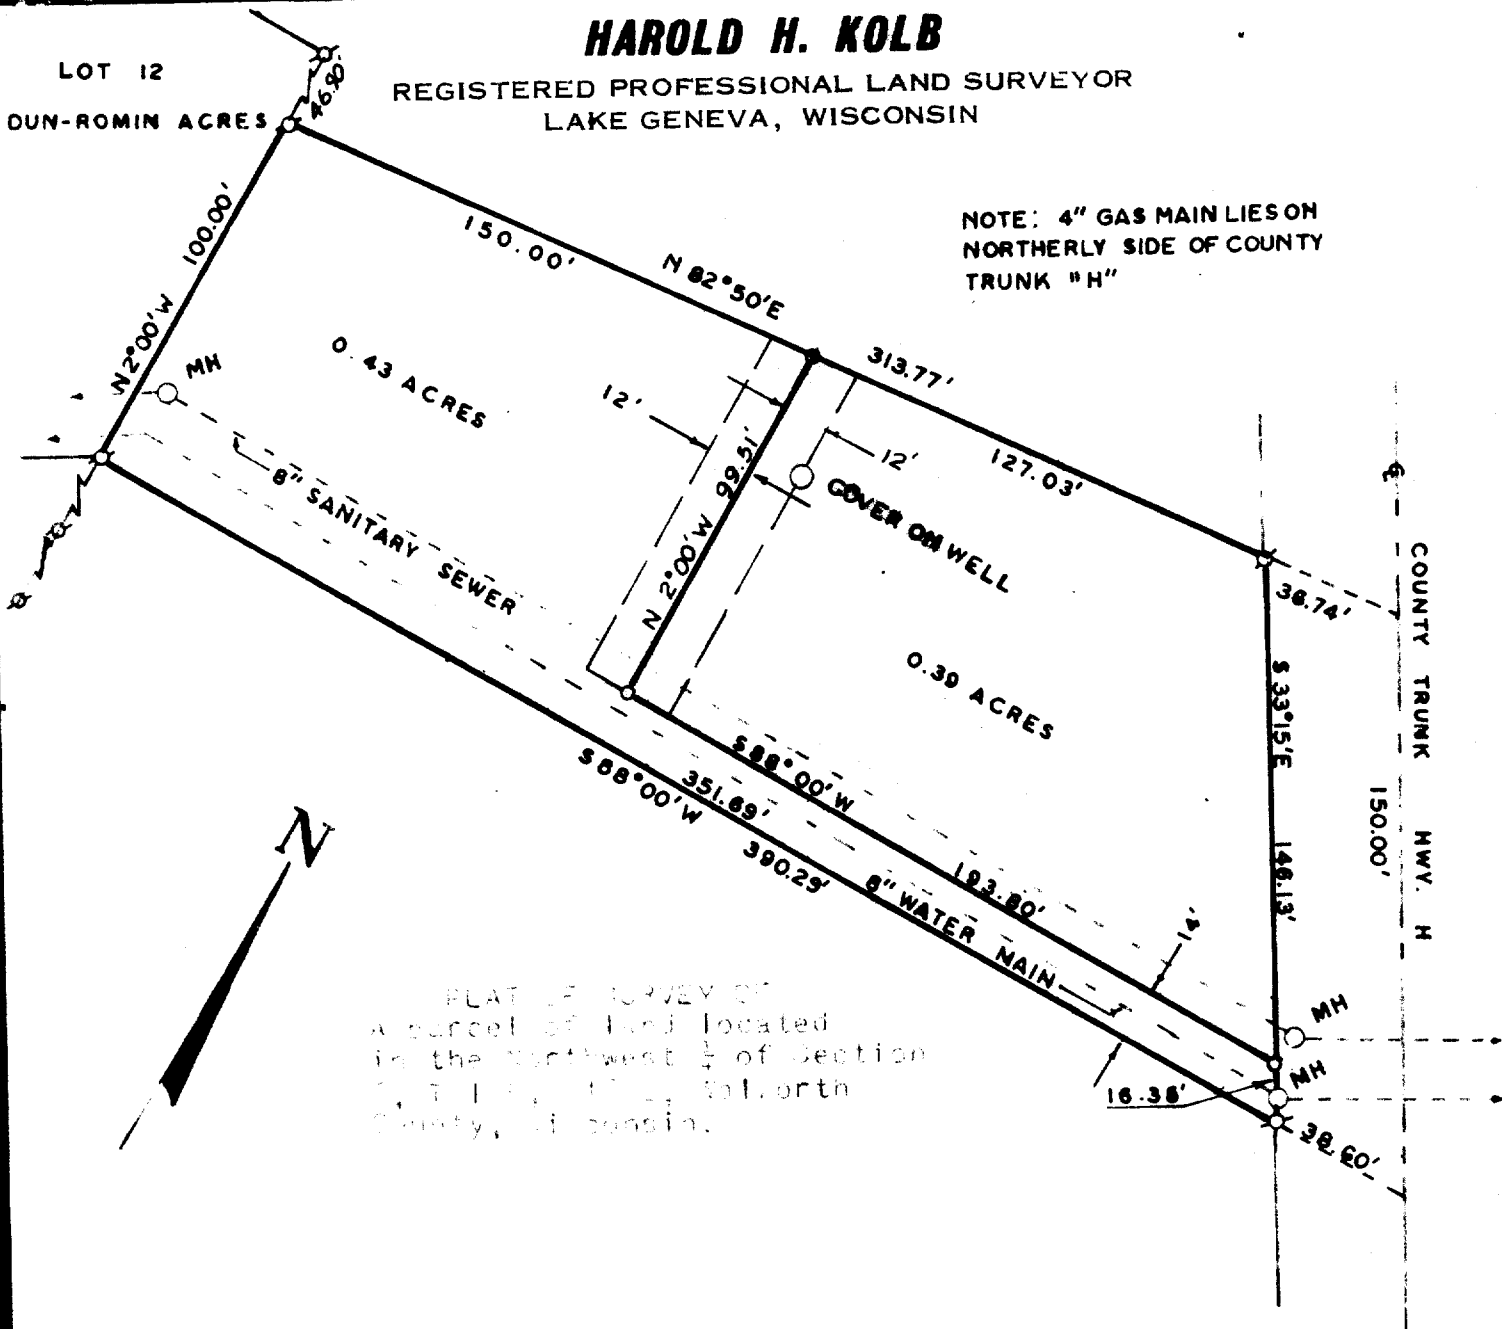 HAROLD H. KOLB
REGISTERED PROFESSIONAL LAND SURVEYOR
LAKE GENEVA, WISCONSIN
LOT 12
DUN-ROMIN ACRES
46.90'
100.00'
N 2°00' W
150.00'
N 82°50'E
313.77'
127.03'
NOTE: 4" GAS MAIN LIES ON
NORTHERLY SIDE OF COUNTY
TRUNK "H"
MH
0.43 ACRES
12'
12'
N 2°00' W 99.51'
COVER ON WELL
8" SANITARY SEWER
0.39 ACRES
36.74'
S 33°15'E
146.13'
COUNTY TRUNK HWY. H
150.00'
S 88°00' W
193.80'
S 88°00' W
351.69'
390.29'
8" WATER MAIN
14'
MH
MH
16.38'
38.60'
N
PLAT OF SURVEY OF
A parcel of land located
in the Northwest ¼ of Section
County, Wisconsin.